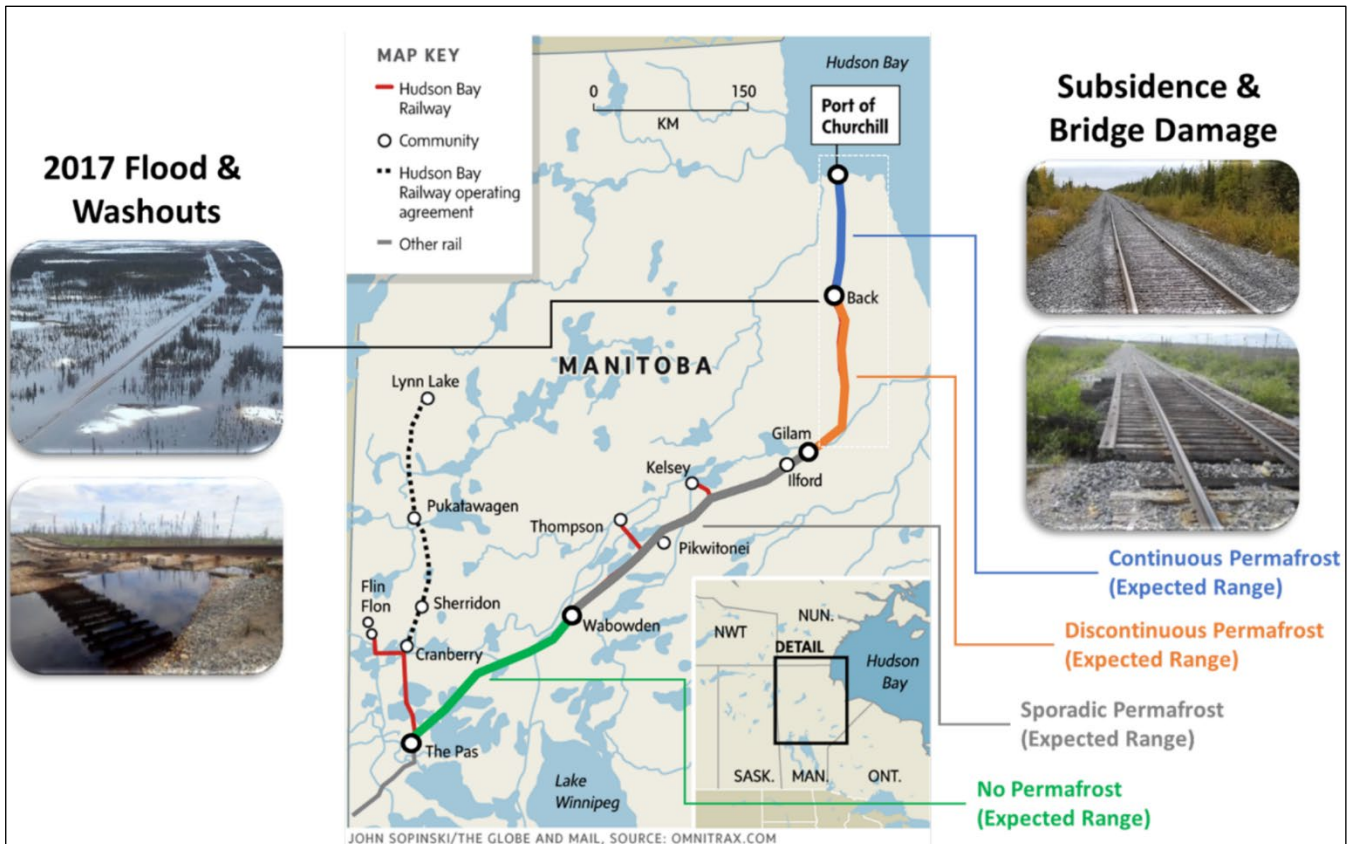 2017 Flood &
Washouts
MAP KEY
Hudson Bay
Railway
Community
Hudson Bay
Railway operating
agreement
Other rail
0 150
KM
Hudson Bay
Port of
Churchill
Back
MANITOBA
Lynn Lake
Gilam
Kelsey
Ilford
Pukatawagen
Thompson
Pikwitonei
Flin
Flon
Sherridon
Wabowden
Cranberry
The Pas
Lake
Winnipeg
NWT
NUN.
DETAIL
Hudson
Bay
SASK.
MAN.
ONT.
JOHN SOPINSKI/THE GLOBE AND MAIL, SOURCE: OMNITRAX.COM
Subsidence &
Bridge Damage
Continuous Permafrost
(Expected Range)
Discontinuous Permafrost
(Expected Range)
Sporadic Permafrost
(Expected Range)
No Permafrost
(Expected Range)